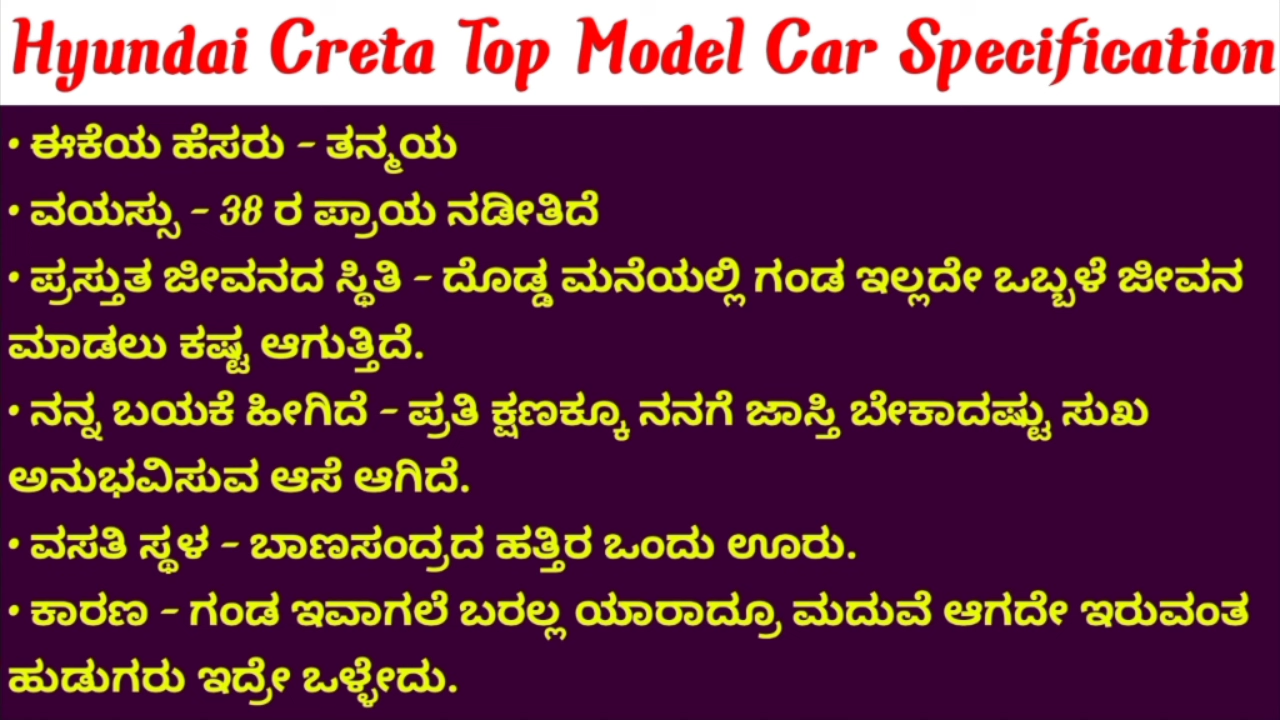 Hyundai Creta Top Model Car Specification
• ಈಕೆಯ ಹೆಸರು - ತನ್ಮಯ
• ವಯಸ್ಸು - 38 ರ ಪ್ರಾಯ ನಡೀತಿದೆ
• ಪ್ರಸ್ತುತ ಜೀವನದ ಸ್ಥಿತಿ - ದೊಡ್ಡ ಮನೆಯಲ್ಲಿ ಗಂಡ ಇಲ್ಲದೇ ಒಬ್ಬಳೆ ಜೀವನ
ಮಾಡಲು ಕಷ್ಟ ಆಗುತ್ತಿದೆ.
• ನನ್ನ ಬಯಕೆ ಹೀಗಿದೆ - ಪ್ರತಿ ಕ್ಷಣಕ್ಕೂ ನನಗೆ ಜಾಸ್ತಿ ಬೇಕಾದಷ್ಟು ಸುಖ
ಅನುಭವಿಸುವ ಆಸೆ ಆಗಿದೆ.
• ವಸತಿ ಸ್ಥಳ - ಬಾಣಸಂದ್ರದ ಹತ್ತಿರ ಒಂದು ಊರು.
• ಕಾರಣ - ಗಂಡ ಇವಾಗಲೆ ಬರಲ್ಲ ಯಾರಾದ್ರೂ ಮದುವೆ ಆಗದೇ ಇರುವಂತ
ಹುಡುಗರು ಇದ್ರೇ ಒಳ್ಳೇದು.